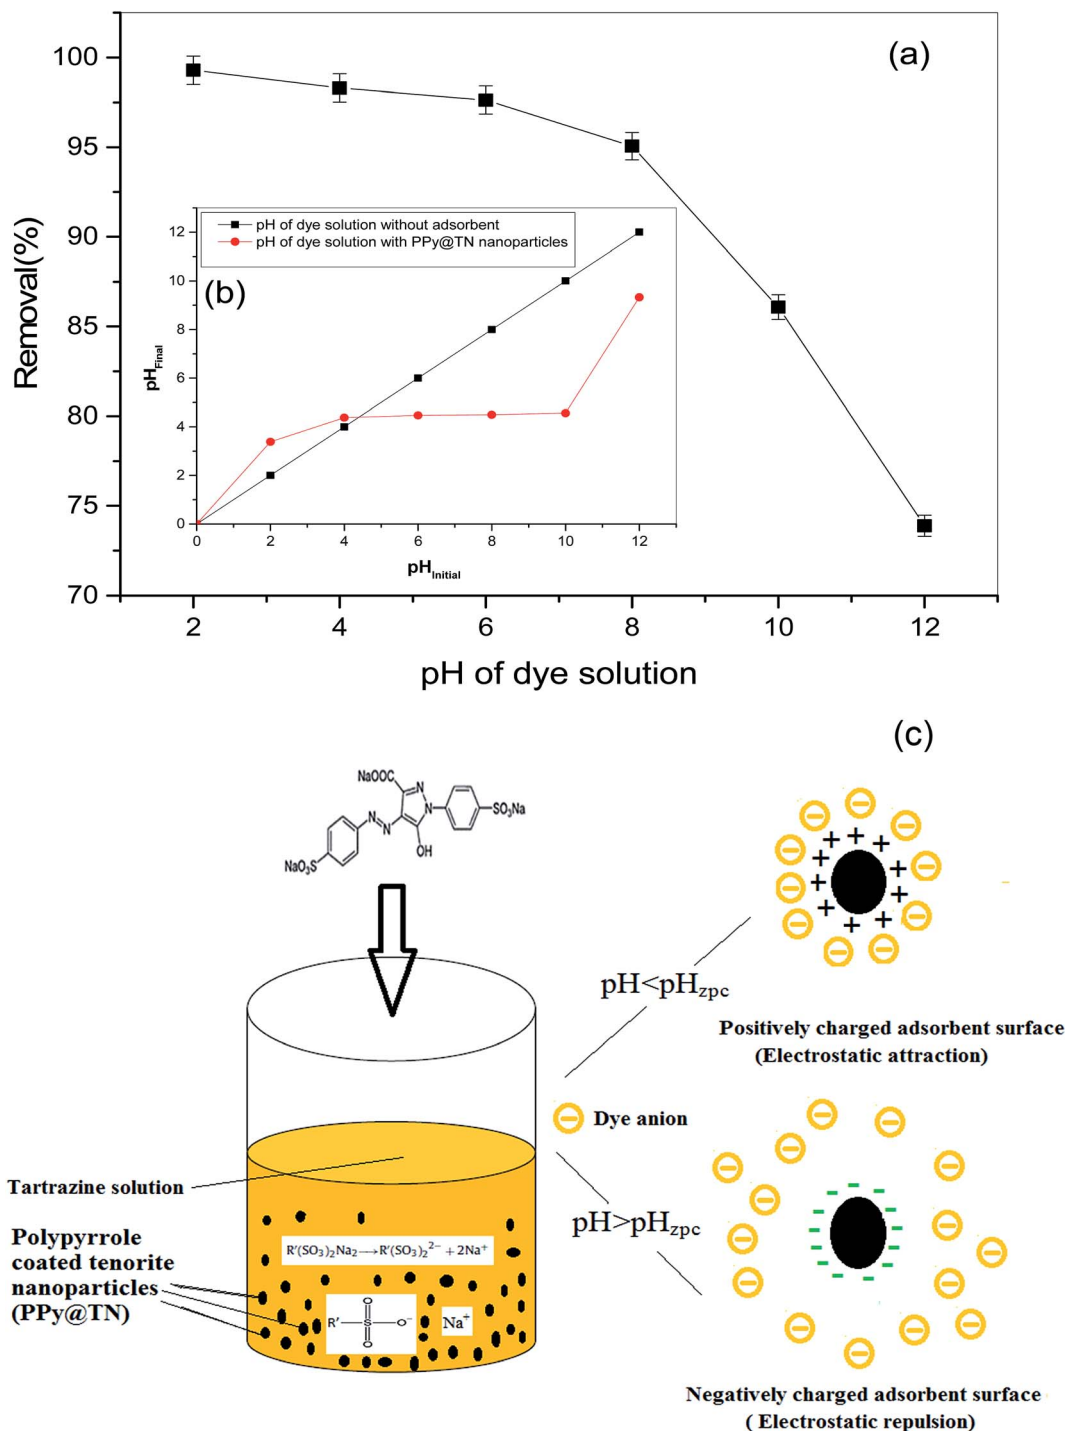 (a)
100
95
90
85
80
75
70
Removal(%)
2
4
6
8
10
12
pH of dye solution
pH of dye solution without adsorbent
pH of dye solution with PPy@TN nanoparticles
(b)
12
10
8
6
4
2
0
pHFinal
0
2
4
6
8
10
12
pHInitial
(c)
NaOOC
N
N
N
N
SO3Na
OH
NaO3S
pH<pHzpc
Positively charged adsorbent surface
(Electrostatic attraction)
Dye anion
pH>pHzpc
Negatively charged adsorbent surface
( Electrostatic repulsion)
Tartrazine solution
Polypyrrole
coated tenorite
nanoparticles
(PPy@TN)
R′(SO3)2Na2→R′(SO3)2²⁻ + 2Na⁺
O
R′ S O⁻
O
Na⁺